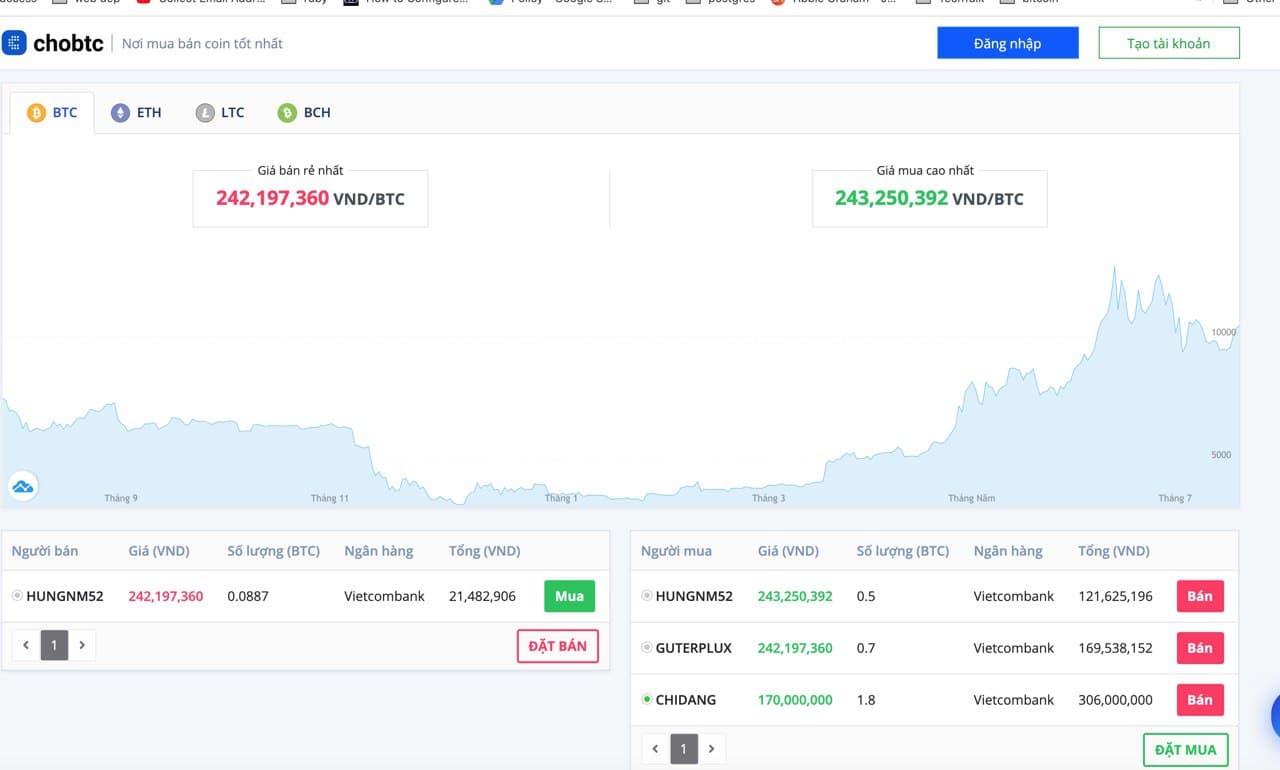 chobtc Nơi mua bán coin tốt nhất Đăng nhập Tạo tài khoản
BTC ETH LTC BCH
Giá bán rẻ nhất
242,197,360 VND/BTC
Giá mua cao nhất
243,250,392 VND/BTC
10000
5000
Tháng 9 Tháng 11 Tháng 1 Tháng 3 Tháng Năm Tháng 7
Người bán Giá (VND) Số lượng (BTC) Ngân hàng Tổng (VND)
HUNGNM52 242,197,360 0.0887 Vietcombank 21,482,906 Mua
1 ĐẶT BÁN
Người mua Giá (VND) Số lượng (BTC) Ngân hàng Tổng (VND)
HUNGNM52 243,250,392 0.5 Vietcombank 121,625,196 Bán
GUTERPLUX 242,197,360 0.7 Vietcombank 169,538,152 Bán
CHIDANG 170,000,000 1.8 Vietcombank 306,000,000 Bán
1 ĐẶT MUA